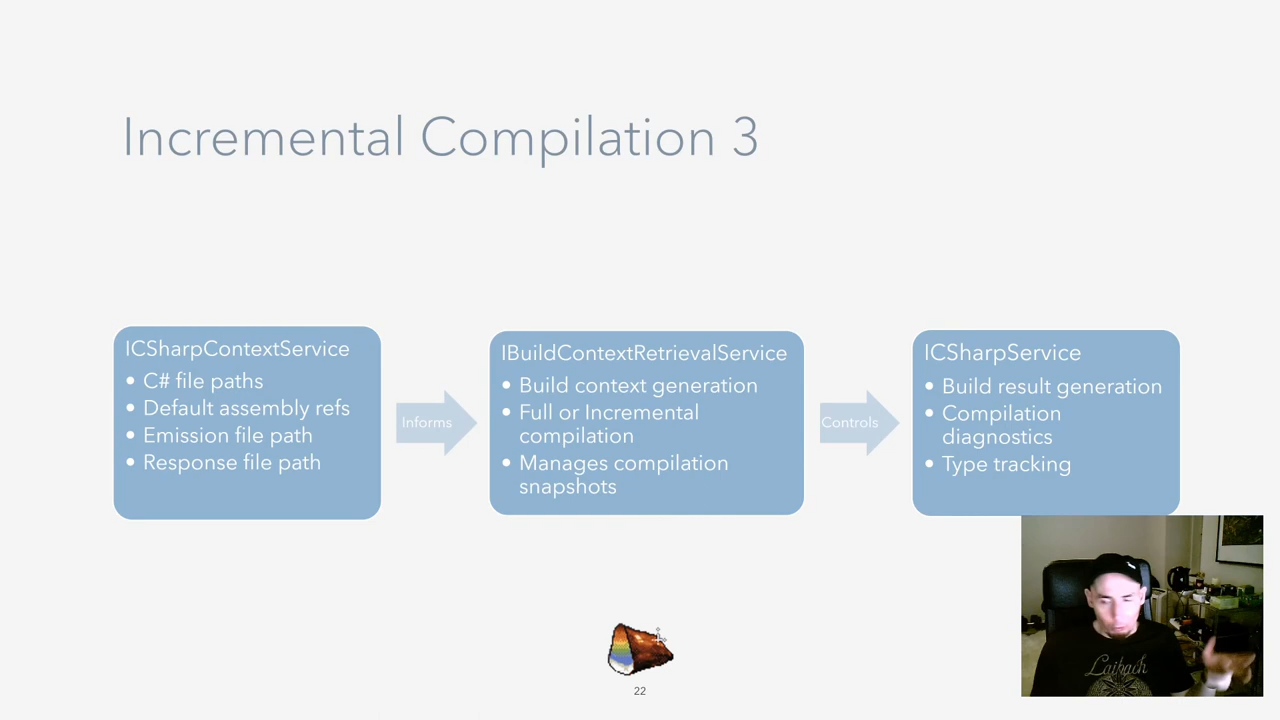 Incremental Compilation 3
ICSharpContextService
• C# file paths
• Default assembly refs
• Emission file path
• Response file path
Informs
IBuildContextRetrievalService
• Build context generation
• Full or Incremental
compilation
• Manages compilation
snapshots
Controls
ICSharpService
• Build result generation
• Compilation
diagnostics
• Type tracking
Laibach
22